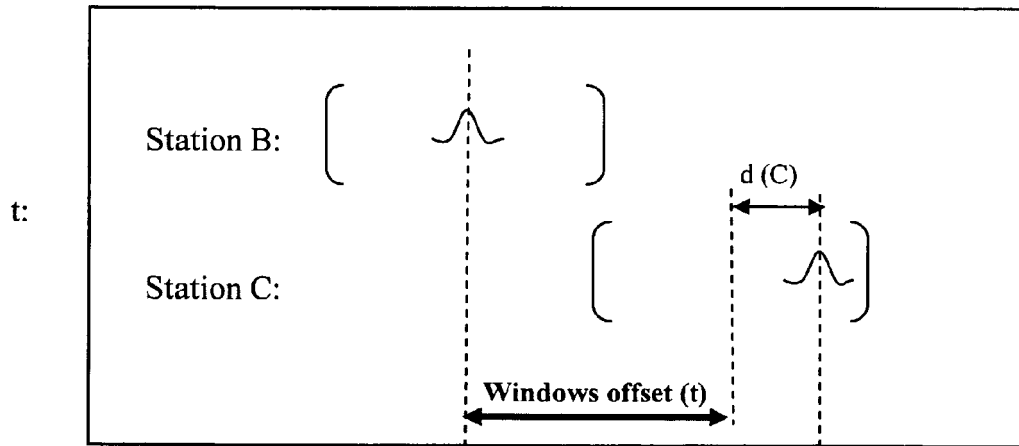 Station B:
d (C)
t:
Station C:
Windows offset (t)